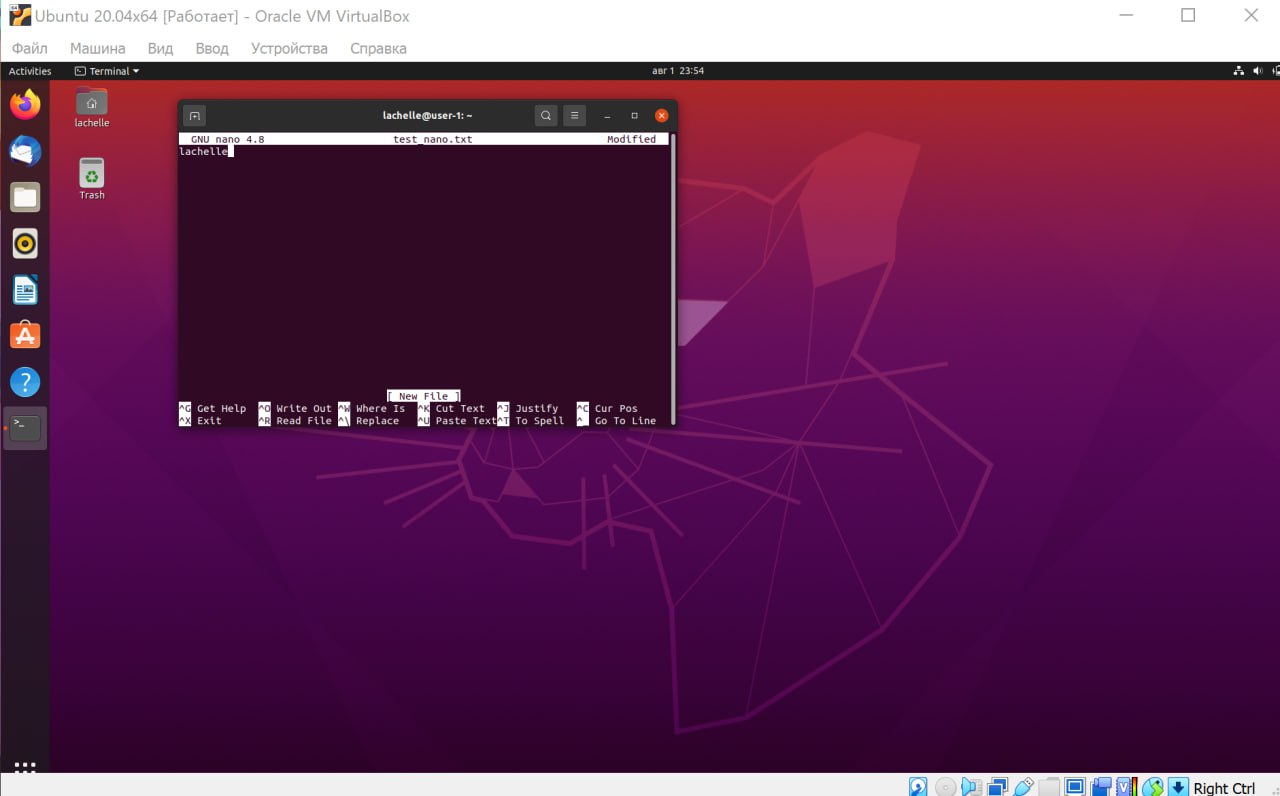 Ubuntu 20.04x64 [Работает] - Oracle VM VirtualBox
Файл Машина Вид Ввод Устройства Справка
Activities Terminal авг 1 23:54
lachelle
Trash
lachelle@user-1: ~
GNU nano 4.8 test_nano.txt Modified
lachelle
[ New File ]
^G Get Help ^O Write Out ^W Where Is ^K Cut Text ^J Justify ^C Cur Pos
^X Exit ^R Read File ^\ Replace ^U Paste Text ^T To Spell ^_ Go To Line
Right Ctrl